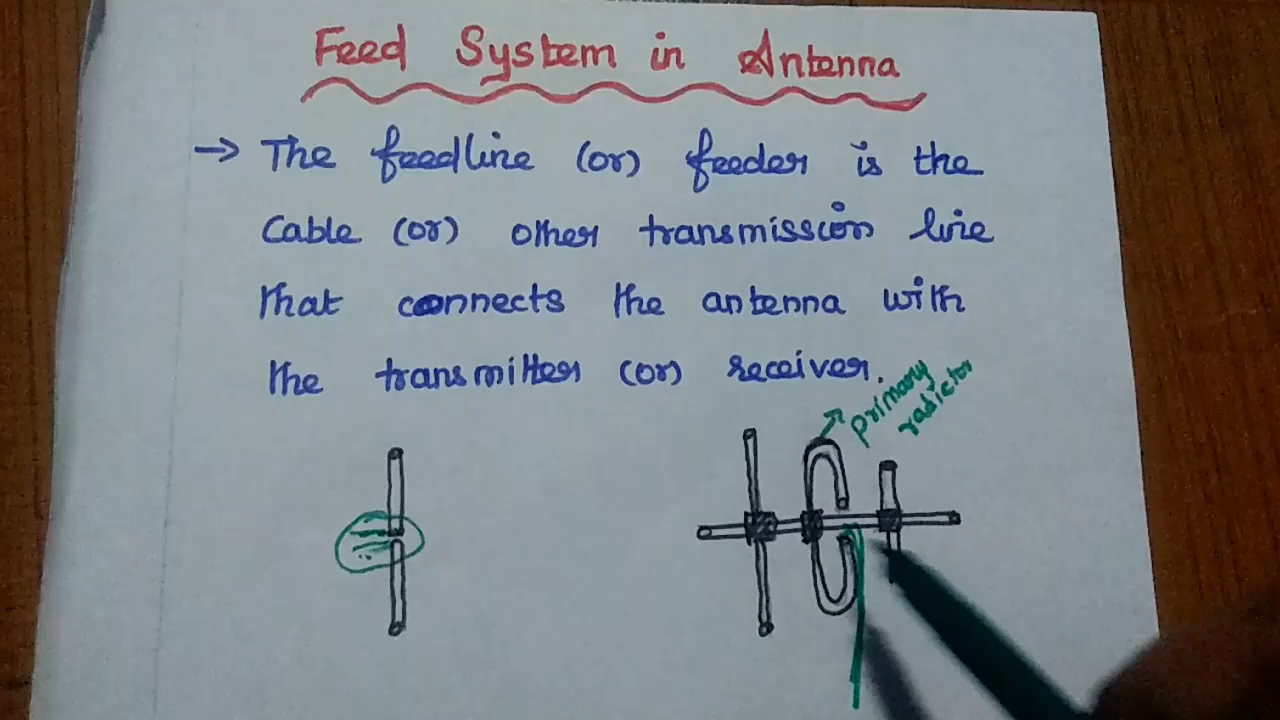 Feed System in Antenna
→ The feedline (or) feeder is the
Cable (or) other transmission line
that connects the antenna with
the transmitter (or) receiver.
primary
radictor